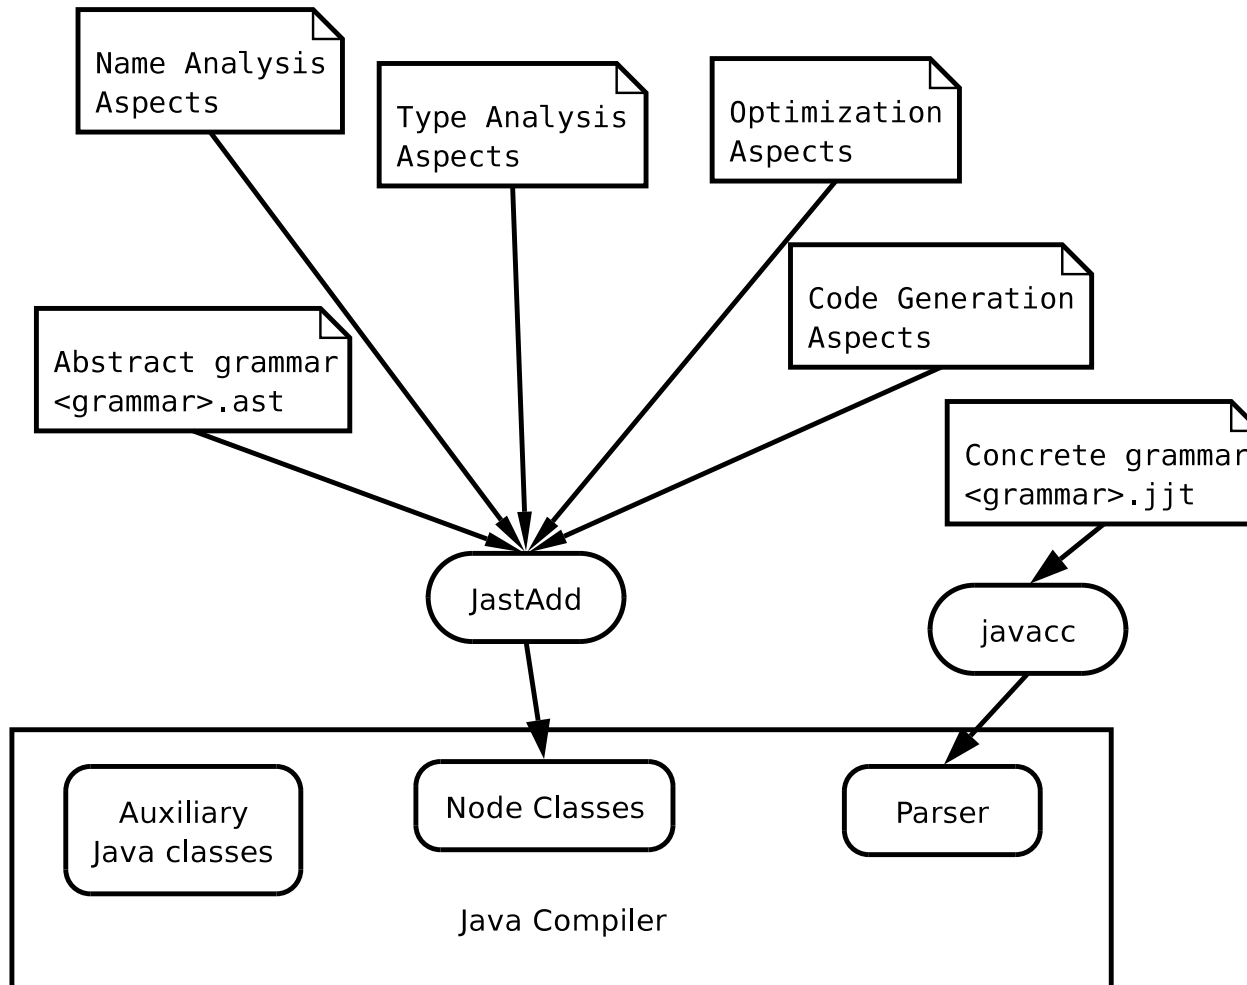 Name Analysis
Aspects
Type Analysis
Aspects
Optimization
Aspects
Code Generation
Aspects
Abstract grammar
<grammar>.ast
Concrete grammar
<grammar>.jjt
JastAdd
javacc
Auxiliary
Java classes
Node Classes
Parser
Java Compiler